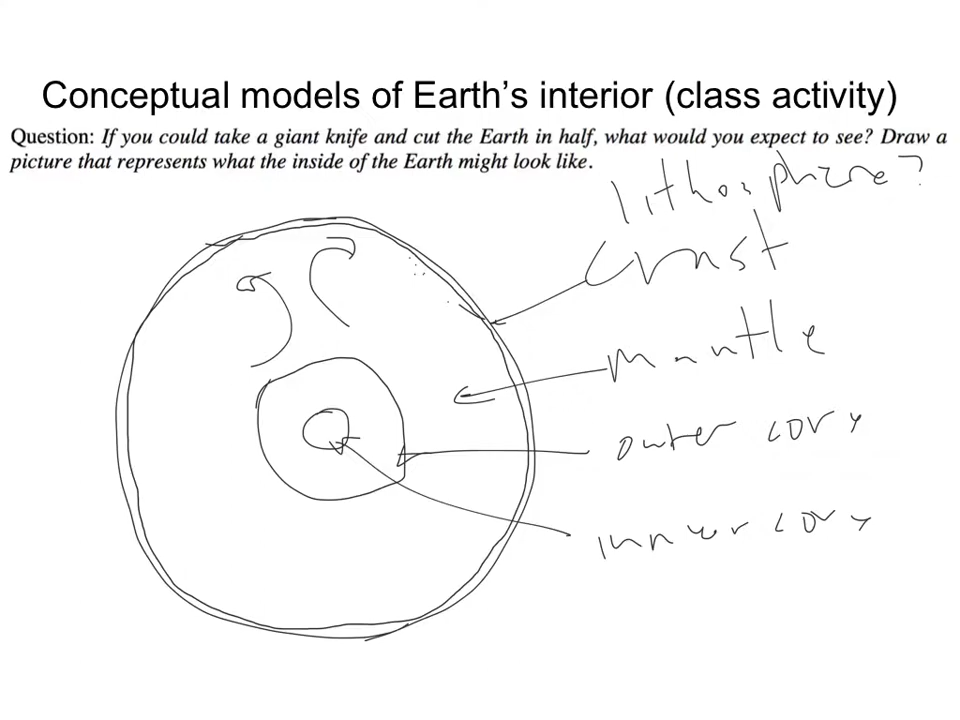 Conceptual models of Earth's interior (class activity)
Question: If you could take a giant knife and cut the Earth in half, what would you expect to see? Draw a
picture that represents what the inside of the Earth might look like.
lithosphere?
crust
mantle
outer core
inner core